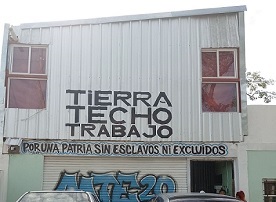 TIERRA
TECHO
TRABAJO
POR UNA PATRIA SIN ESCLAVOS NI EXCLUIDOS